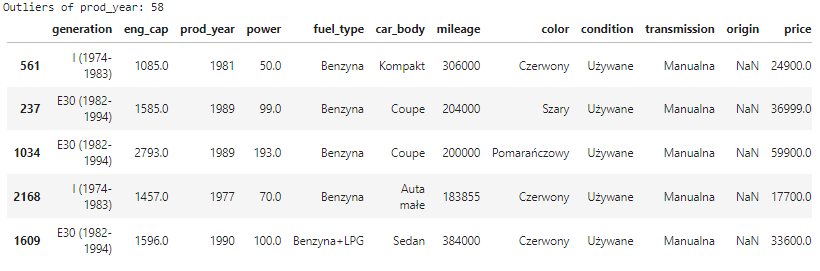 Outliers of prod_year: 58
generation eng_cap prod_year power fuel_type car_body mileage color condition transmission origin price
561 I (1974-1983) 1085.0 1981 50.0 Benzyna Kompakt 306000 Czerwony Używane Manualna NaN 24900.0
237 E30 (1982-1994) 1585.0 1989 99.0 Benzyna Coupe 204000 Szary Używane Manualna NaN 36999.0
1034 E30 (1982-1994) 2793.0 1989 193.0 Benzyna Coupe 200000 Pomarańczowy Używane Manualna NaN 59900.0
2168 I (1974-1983) 1457.0 1977 70.0 Benzyna Auta małe 183855 Czerwony Używane Manualna NaN 17700.0
1609 E30 (1982-1994) 1596.0 1990 100.0 Benzyna+LPG Sedan 384000 Czerwony Używane Manualna NaN 33600.0